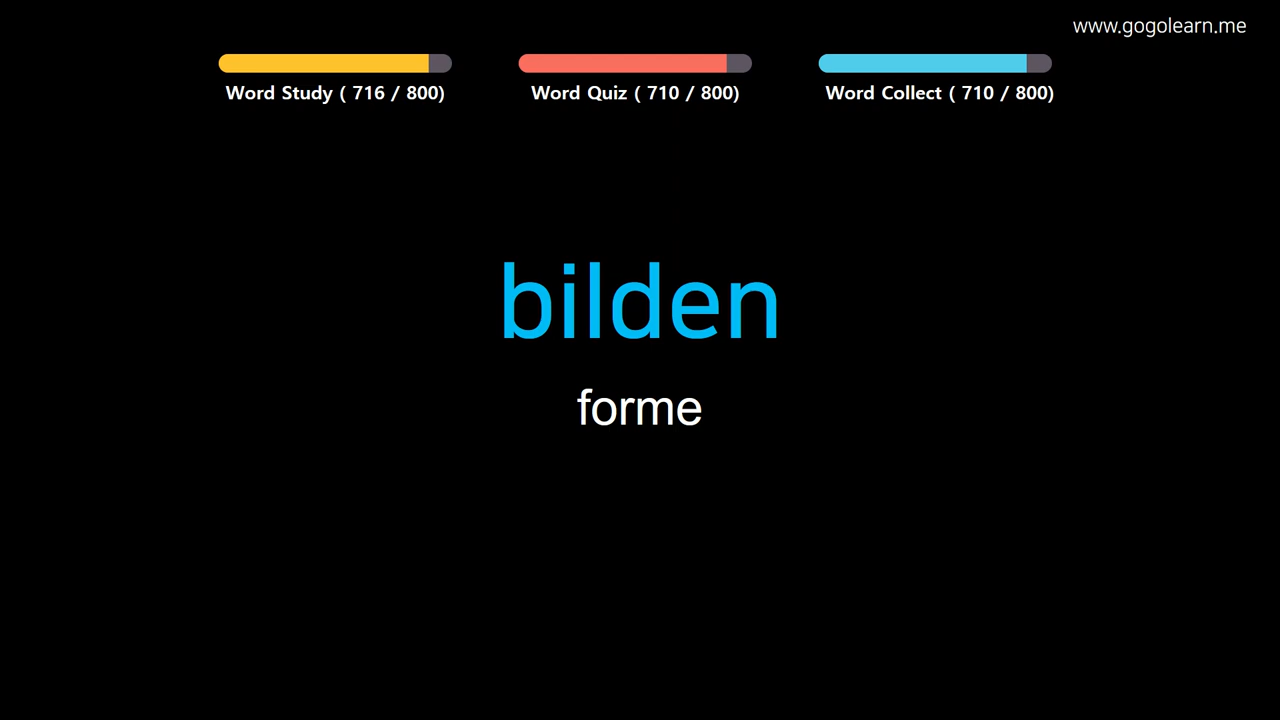 www.gogolearn.me
Word Study ( 716 / 800)
Word Quiz ( 710 / 800)
Word Collect ( 710 / 800)
bilden
forme